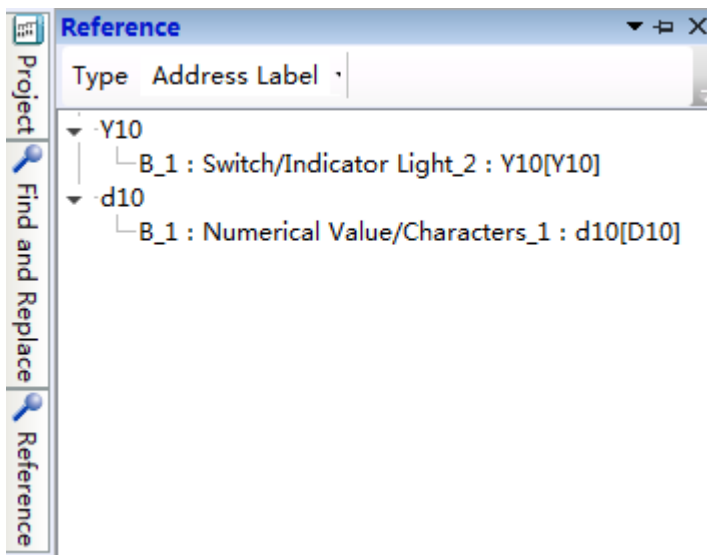 Reference
Type Address Label
Y10
B_1 : Switch/Indicator Light_2 : Y10[Y10]
d10
B_1 : Numerical Value/Characters_1 : d10[D10]
Project
Find and Replace
Reference